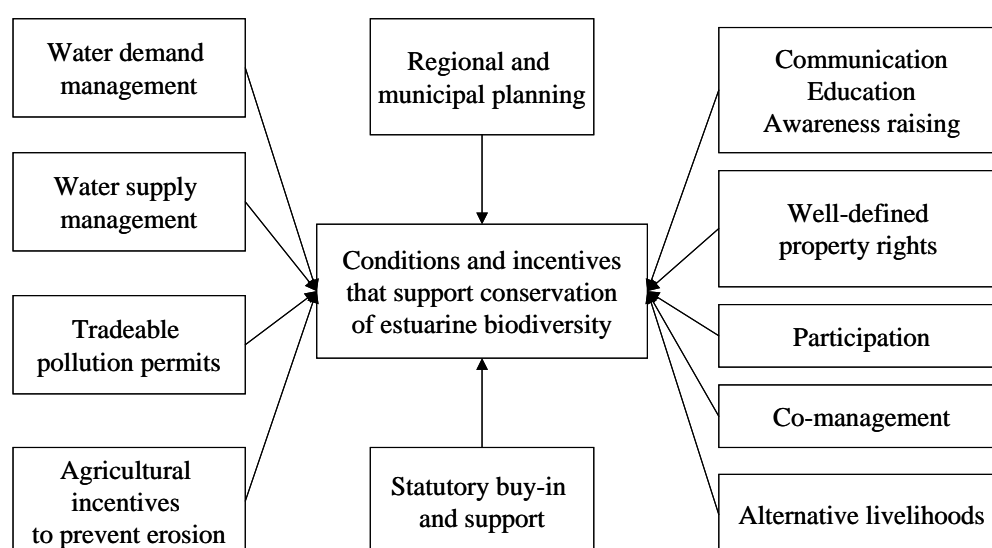 Water demand
management
Water supply
management
Tradeable
pollution permits
Agricultural
incentives
to prevent erosion
Regional and
municipal planning
Conditions and incentives
that support conservation
of estuarine biodiversity
Statutory buy-in
and support
Communication
Education
Awareness raising
Well-defined
property rights
Participation
Co-management
Alternative livelihoods